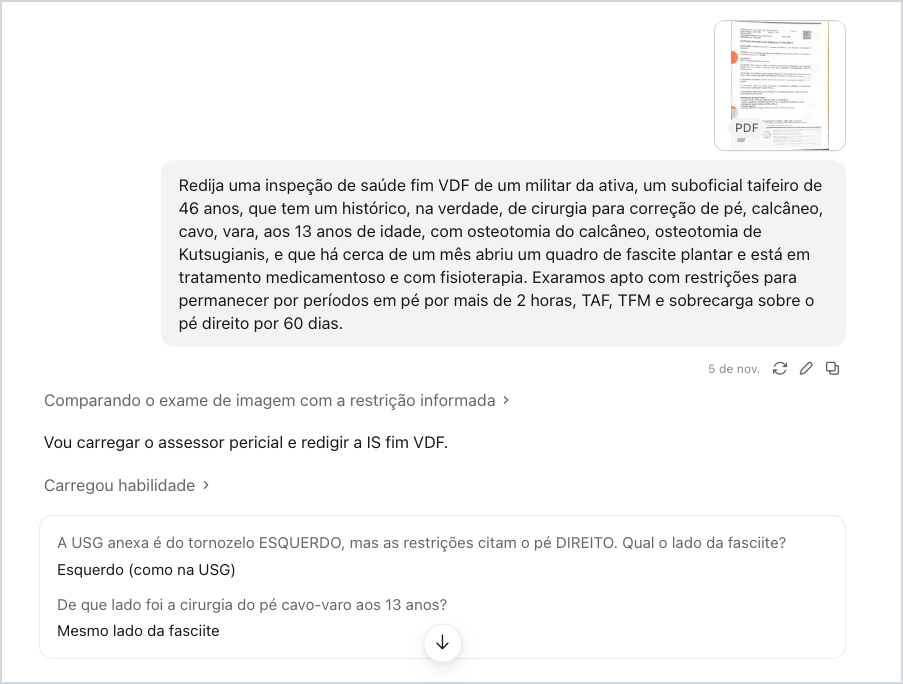 PDF
Redija uma inspeção de saúde fim VDF de um militar da ativa, um suboficial taifeiro de
46 anos, que tem um histórico, na verdade, de cirurgia para correção de pé, calcâneo,
cavo, vara, aos 13 anos de idade, com osteotomia do calcâneo, osteotomia de
Kutsugianis, e que há cerca de um mês abriu um quadro de fascite plantar e está em
tratamento medicamentoso e com fisioterapia. Exaramos apto com restrições para
permanecer por períodos em pé por mais de 2 horas, TAF, TFM e sobrecarga sobre o
pé direito por 60 dias.
5 de nov.
Comparando o exame de imagem com a restrição informada
Vou carregar o assessor pericial e redigir a IS fim VDF.
Carregou habilidade
A USG anexa é do tornozelo ESQUERDO, mas as restrições citam o pé DIREITO. Qual o lado da fasciite?
Esquerdo (como na USG)
De que lado foi a cirurgia do pé cavo-varo aos 13 anos?
Mesmo lado da fasciite